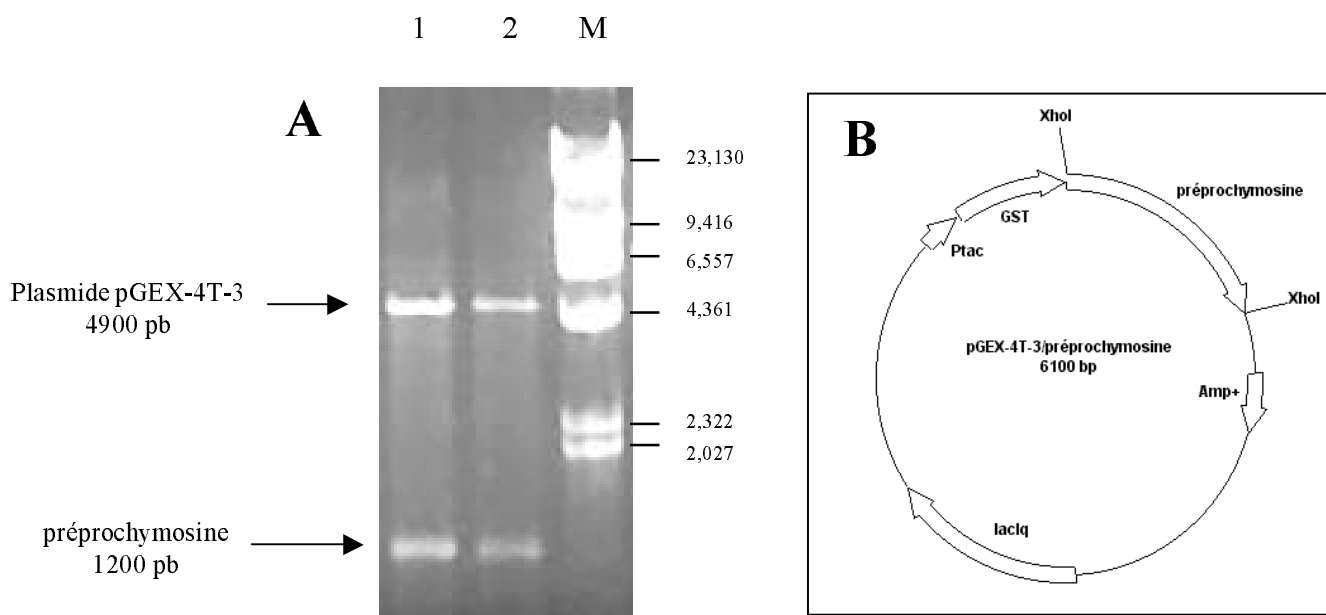 1 2 M
A
23,130
9,416
6,557
4,361
2,322
2,027
Plasmide pGEX-4T-3
4900 pb
préprochymosine
1200 pb
B
XhoI
préprochymosine
GST
Ptac
XhoI
pGEX-4T-3/préprochymosine
6100 bp
Amp+
lacIq